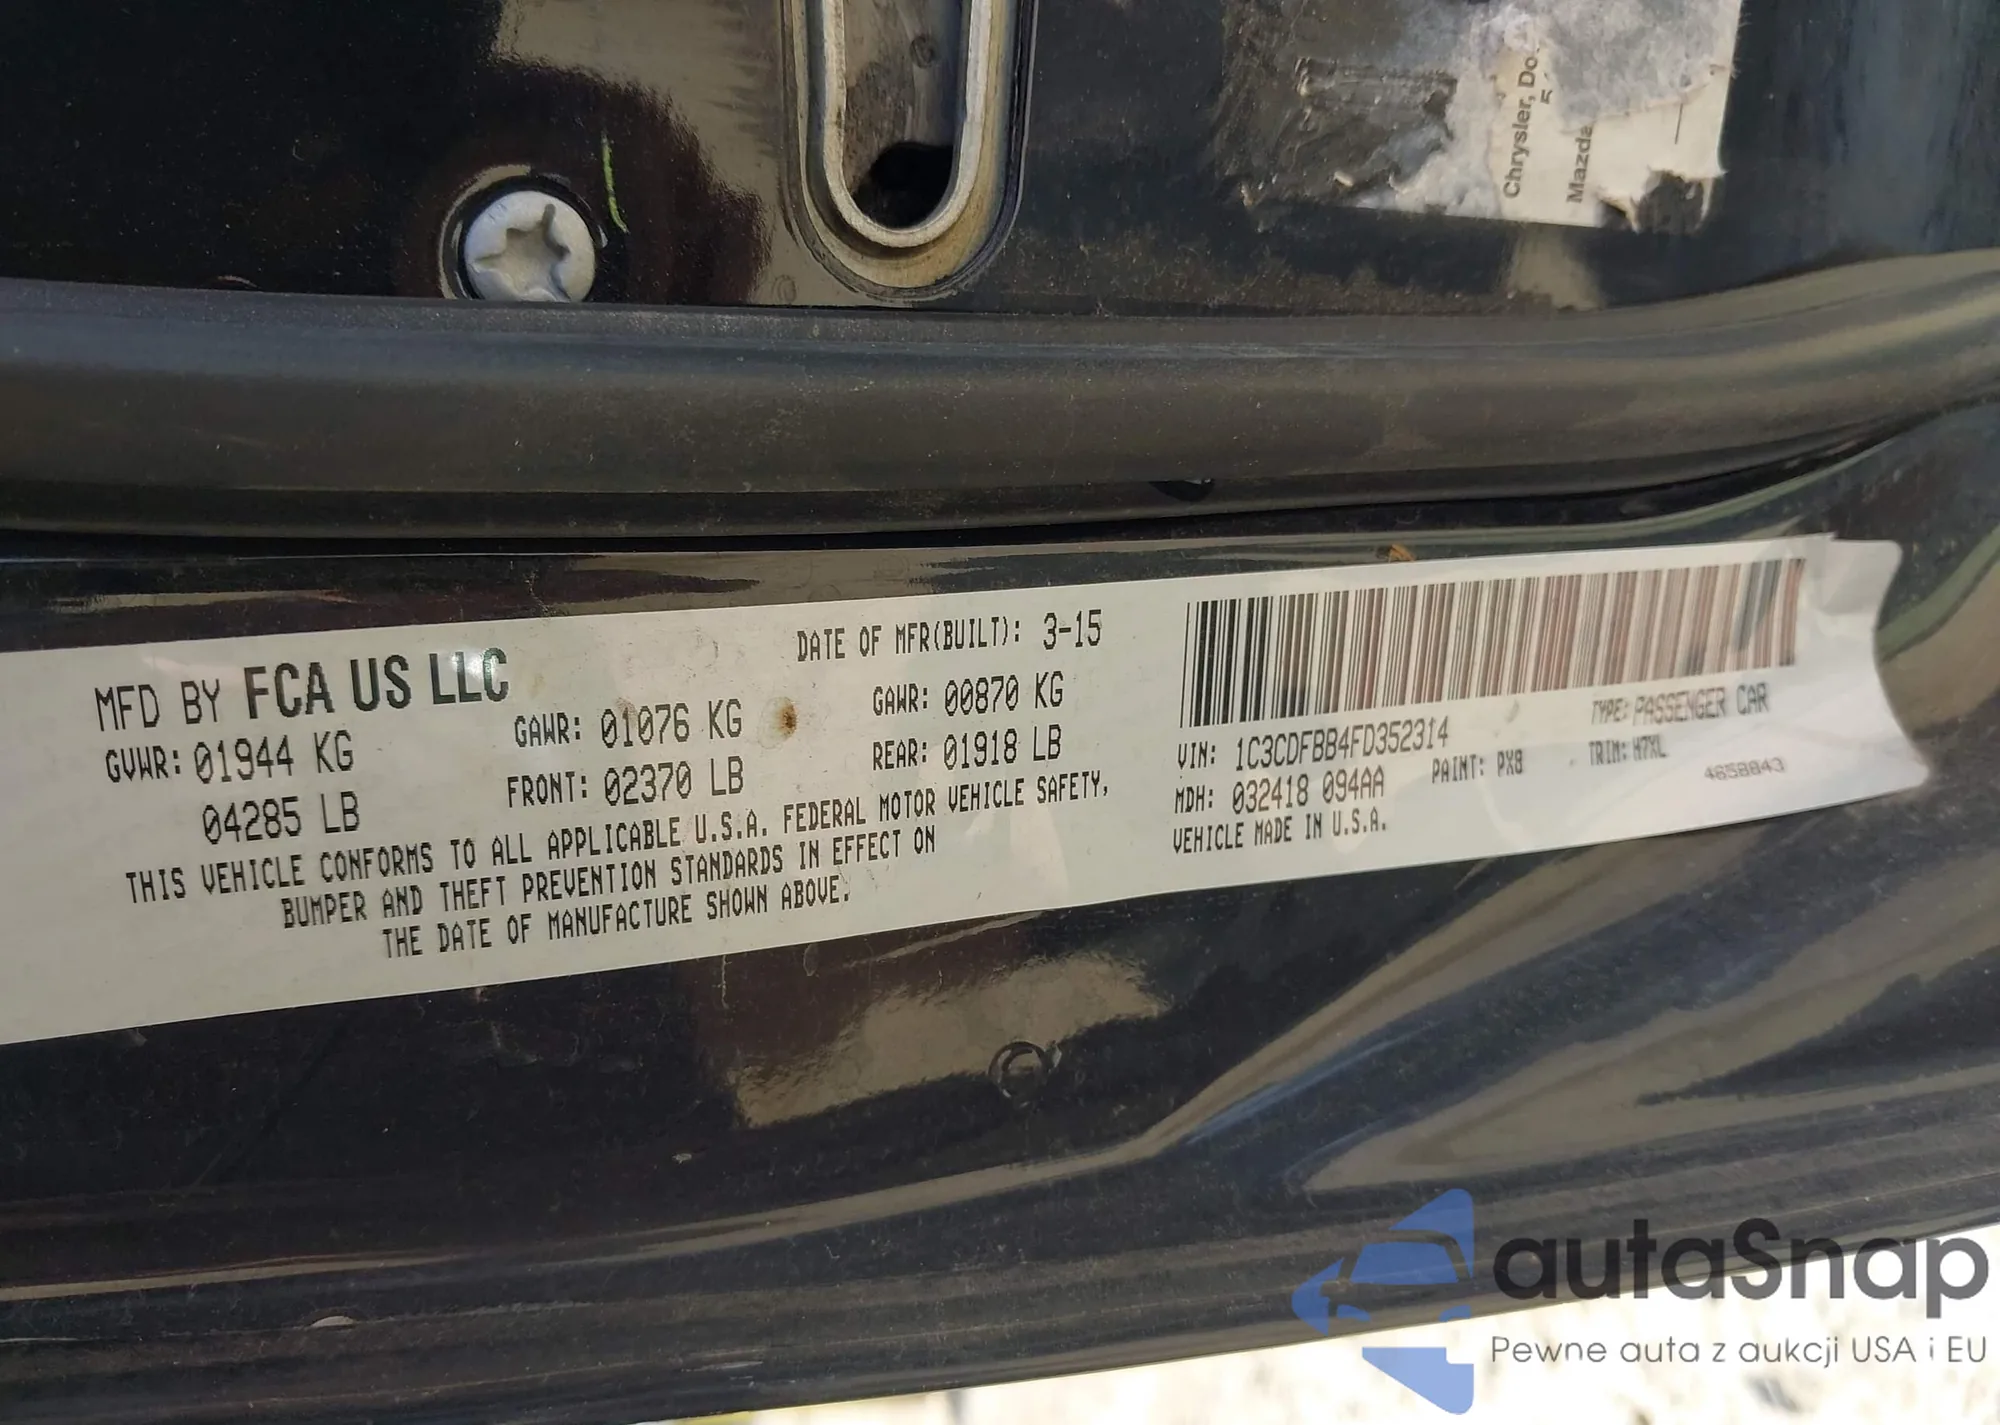 Chrysler, Do
Mazda
MFD BY FCA US LLC
DATE OF MFR(BUILT): 3-15
GVWR: 01944 KG
04285 LB
GAWR: 01076 KG
FRONT: 02370 LB
GAWR: 00870 KG
REAR: 01918 LB
THIS VEHICLE CONFORMS TO ALL APPLICABLE U.S.A. FEDERAL MOTOR VEHICLE SAFETY,
BUMPER AND THEFT PREVENTION STANDARDS IN EFFECT ON
THE DATE OF MANUFACTURE SHOWN ABOVE.
VIN: 1C3CDFBB4FD352314
TYPE: PASSENGER CAR
MDH: 032418 094AA
PAINT: PX8
TRIM: H7XL
VEHICLE MADE IN U.S.A.
4658843
autaSnap
Pewne auta z aukcji USA i EU